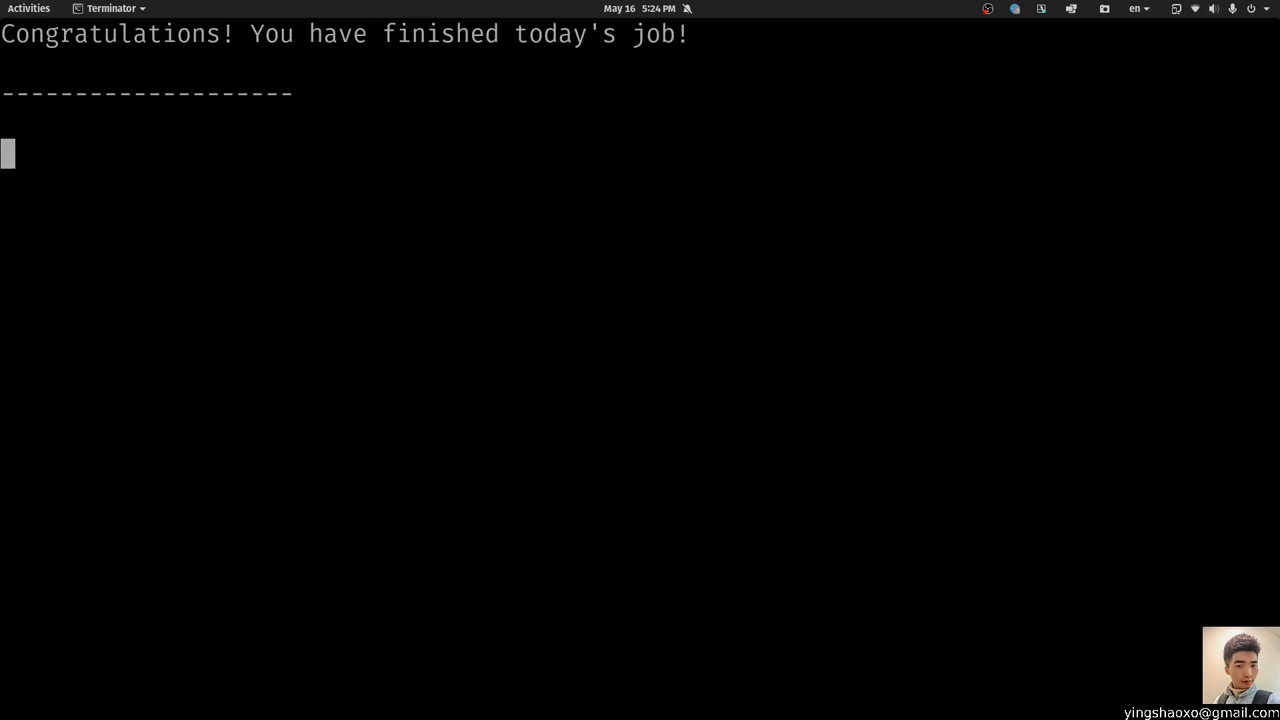 Activities Terminator May 16 5:24 PM en
Congratulations! You have finished today's job!
--------------------
yingshaoxo@gmail.com